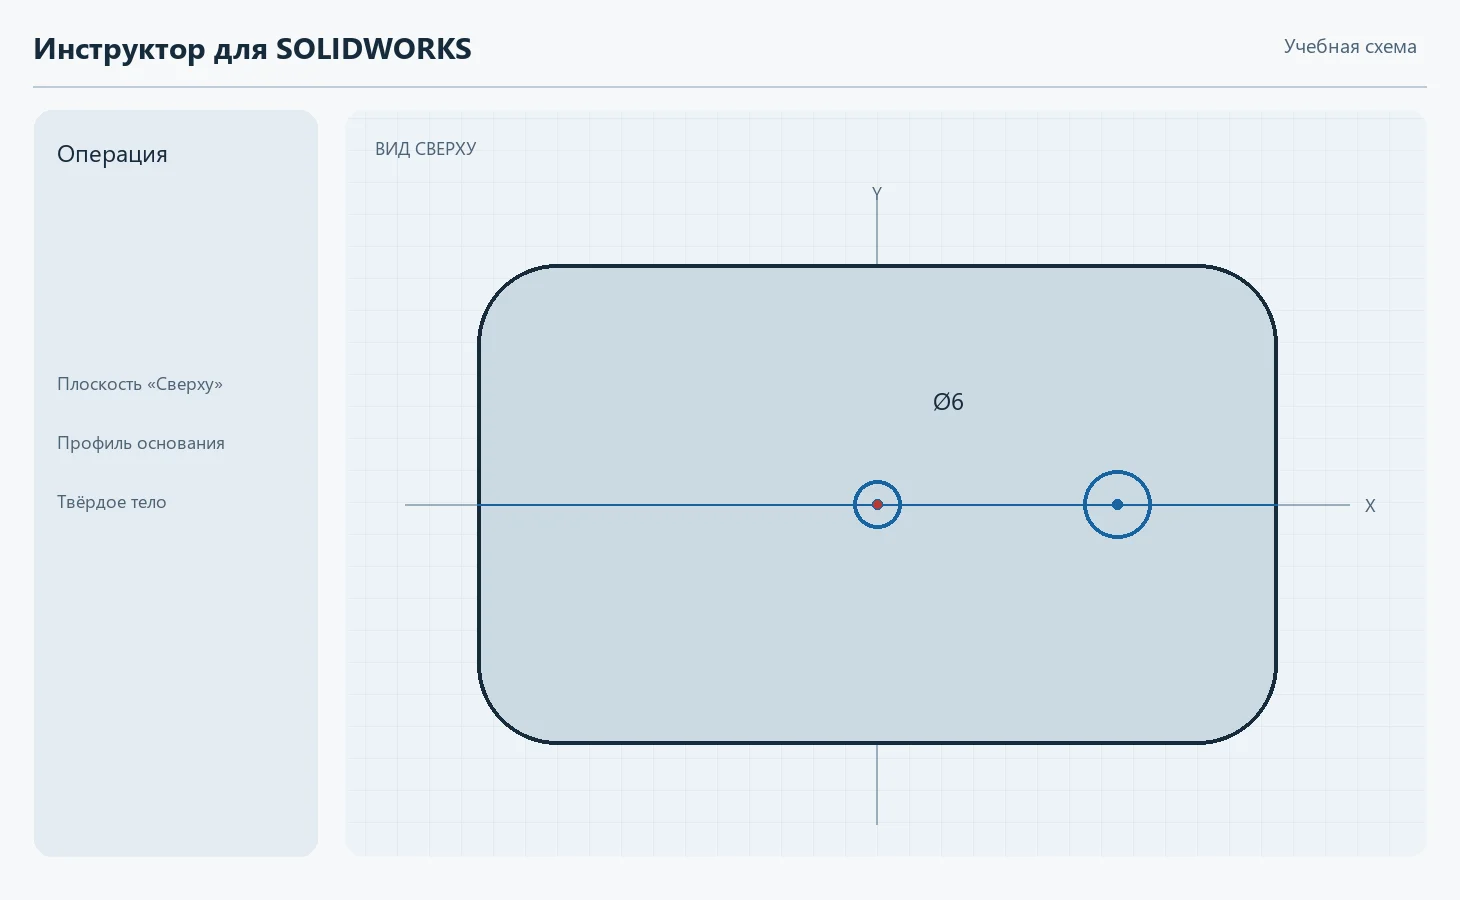 Инструктор для SOLIDWORKS
Учебная схема
Операция
Плоскость «Сверху»
Профиль основания
Твёрдое тело
ВИД СВЕРХУ
Y
Ø6
X